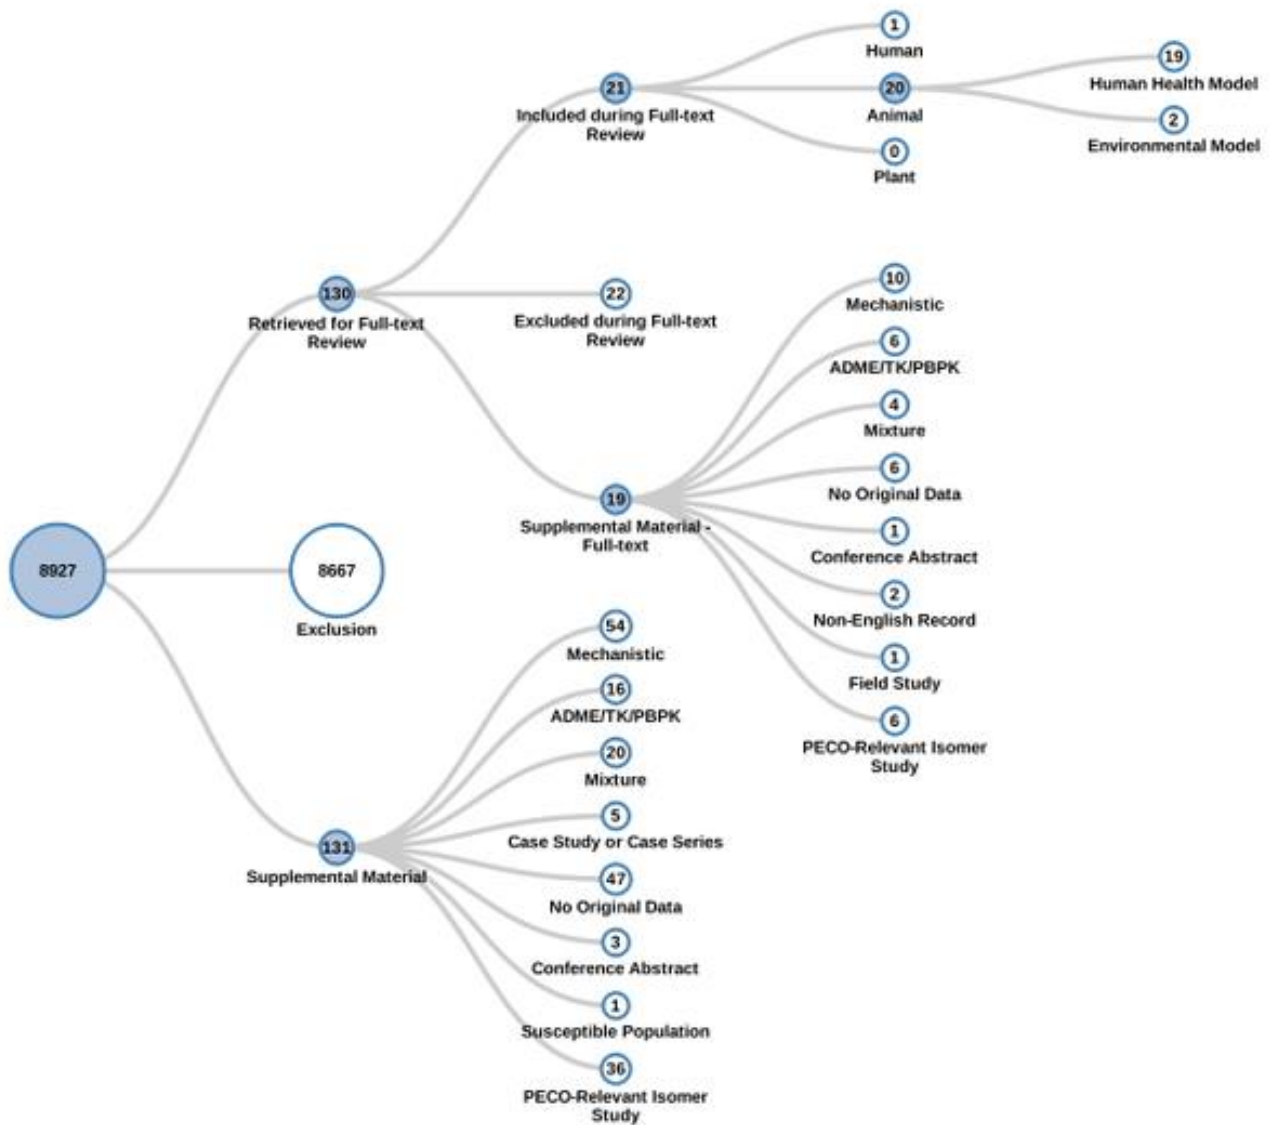 1
Human
19
Human Health Model
21
Included during Full-text
Review
20
Animal
2
Environmental Model
0
Plant
130
Retrieved for Full-text
Review
22
Excluded during Full-text
Review
10
Mechanistic
6
ADME/TK/PBPK
4
Mixture
6
No Original Data
19
Supplemental Material -
Full-text
1
Conference Abstract
2
Non-English Record
1
Field Study
6
PECO-Relevant Isomer
Study
8927
8667
Exclusion
54
Mechanistic
16
ADME/TK/PBPK
20
Mixture
5
Case Study or Case Series
131
Supplemental Material
47
No Original Data
3
Conference Abstract
1
Susceptible Population
36
PECO-Relevant Isomer
Study